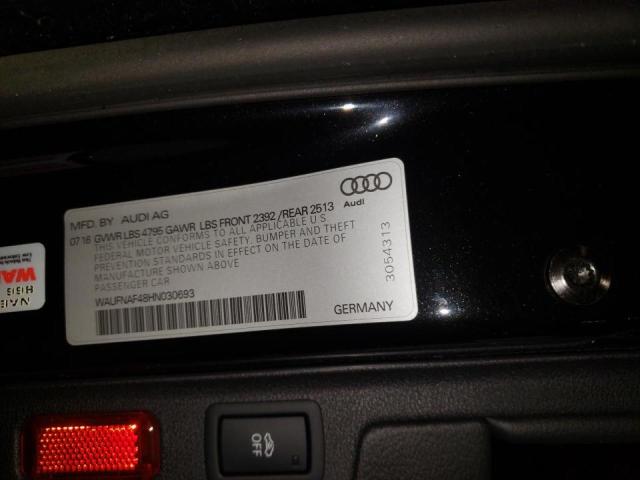 MFD. BY AUDI AG
Audi
07 16 GVWR LBS 4795 GAWR LBS FRONT 2392 /REAR 2513
THIS VEHICLE CONFORMS TO ALL APPLICABLE U.S
FEDERAL MOTOR VEHICLE SAFETY, BUMPER AND THEFT
PREVENTION STANDARDS IN EFFECT ON THE DATE OF
MANUFACTURE SHOWN ABOVE
PASSENGER CAR
WAUFNAF48HN030693
3054313
GERMANY
OFF